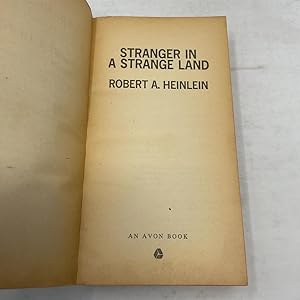 STRANGER IN
A STRANGE LAND
ROBERT A. HEINLEIN
AN AVON BOOK